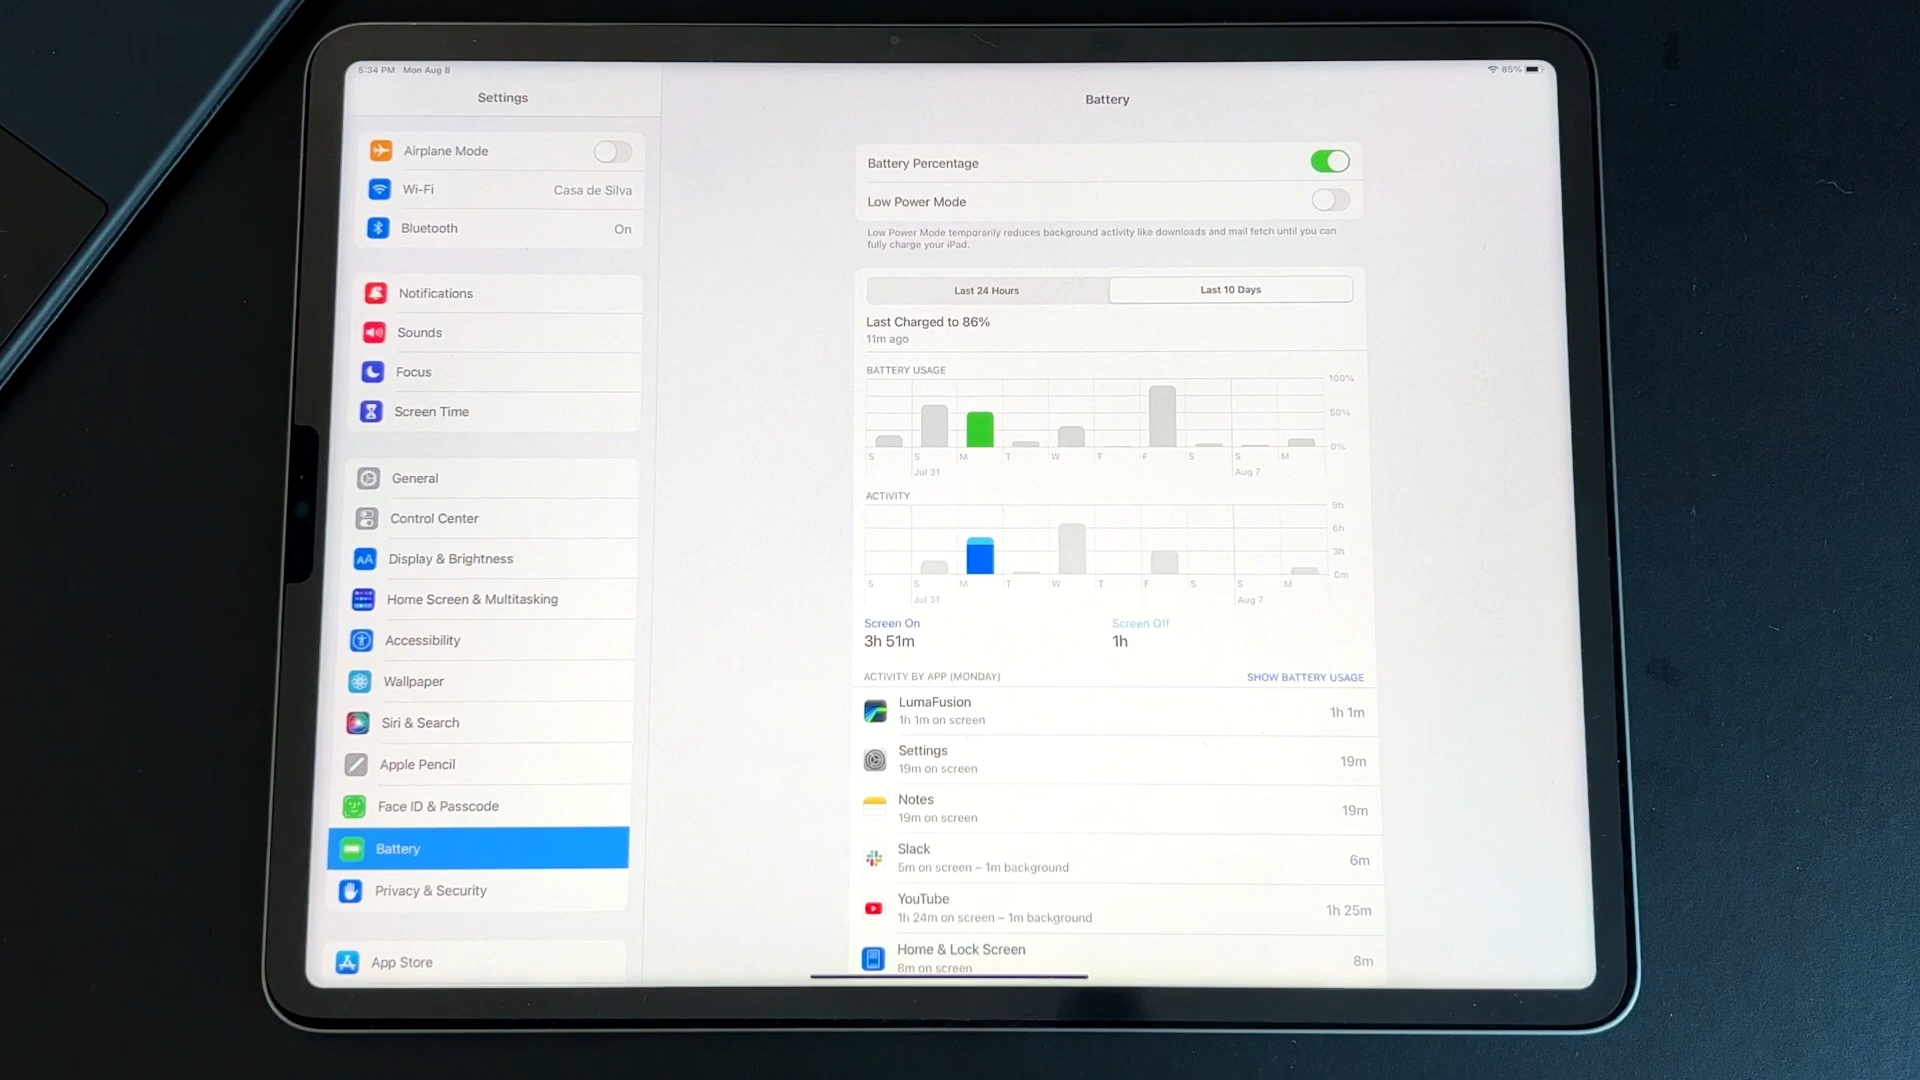 5:34 PM Mon Aug 8
85%
Settings
Airplane Mode
Wi-Fi Casa de Silva
Bluetooth On
Notifications
Sounds
Focus
Screen Time
General
Control Center
AA Display & Brightness
Home Screen & Multitasking
Accessibility
Wallpaper
Siri & Search
Apple Pencil
Face ID & Passcode
Battery
Privacy & Security
App Store
Battery
Battery Percentage
Low Power Mode
Low Power Mode temporarily reduces background activity like downloads and mail fetch until you can
fully charge your iPad.
Last 24 Hours Last 10 Days
Last Charged to 86%
11m ago
BATTERY USAGE
100%
50%
0%
S S M T W T F S S M
Jul 31 Aug 7
ACTIVITY
9h
6h
3h
0m
S S M T W T F S S M
Jul 31 Aug 7
Screen On Screen Off
3h 51m 1h
ACTIVITY BY APP (MONDAY) SHOW BATTERY USAGE
LumaFusion
1h 1m on screen 1h 1m
Settings
19m on screen 19m
Notes
19m on screen 19m
Slack
5m on screen – 1m background 6m
YouTube
1h 24m on screen – 1m background 1h 25m
Home & Lock Screen
8m on screen 8m